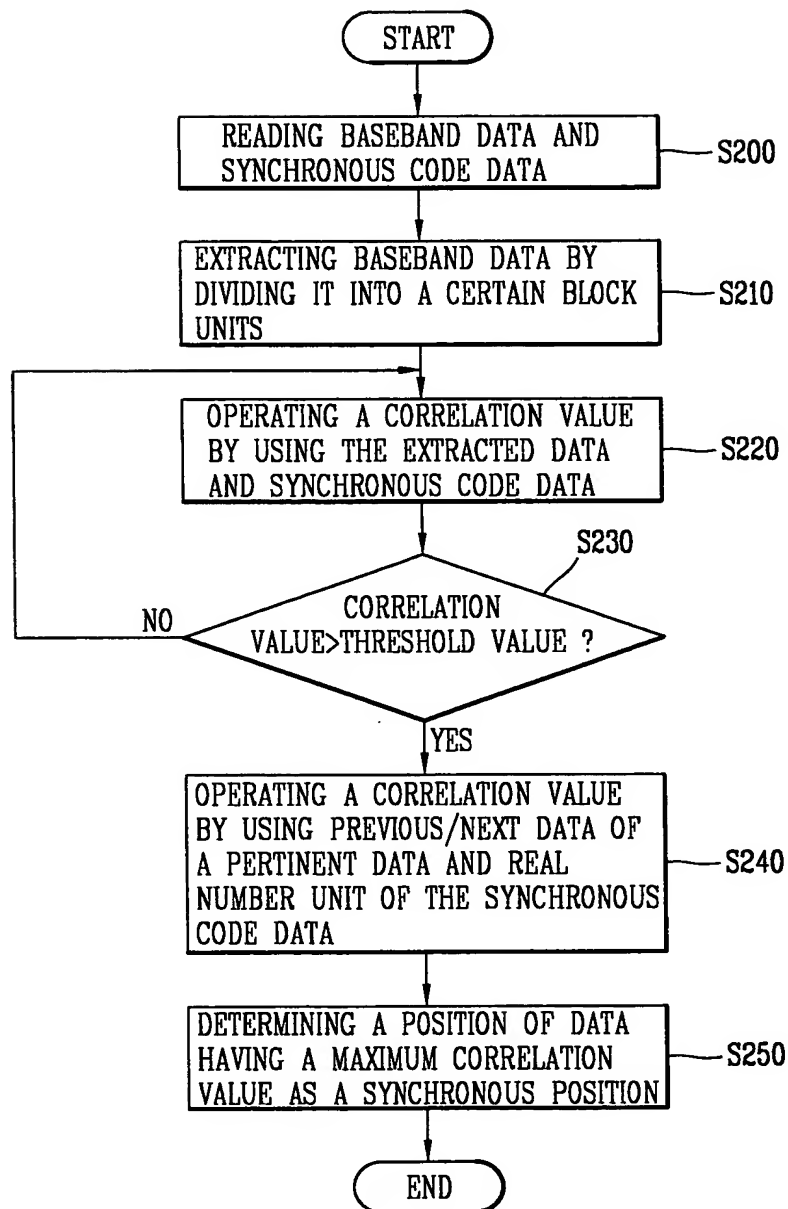 START
READING BASEBAND DATA AND
SYNCHRONOUS CODE DATA
S200
EXTRACTING BASEBAND DATA BY
DIVIDING IT INTO A CERTAIN BLOCK
UNITS
S210
OPERATING A CORRELATION VALUE
BY USING THE EXTRACTED DATA
AND SYNCHRONOUS CODE DATA
S220
S230
CORRELATION
VALUE>THRESHOLD VALUE ?
NO
YES
OPERATING A CORRELATION VALUE
BY USING PREVIOUS/NEXT DATA OF
A PERTINENT DATA AND REAL
NUMBER UNIT OF THE SYNCHRONOUS
CODE DATA
S240
DETERMINING A POSITION OF DATA
HAVING A MAXIMUM CORRELATION
VALUE AS A SYNCHRONOUS POSITION
S250
END